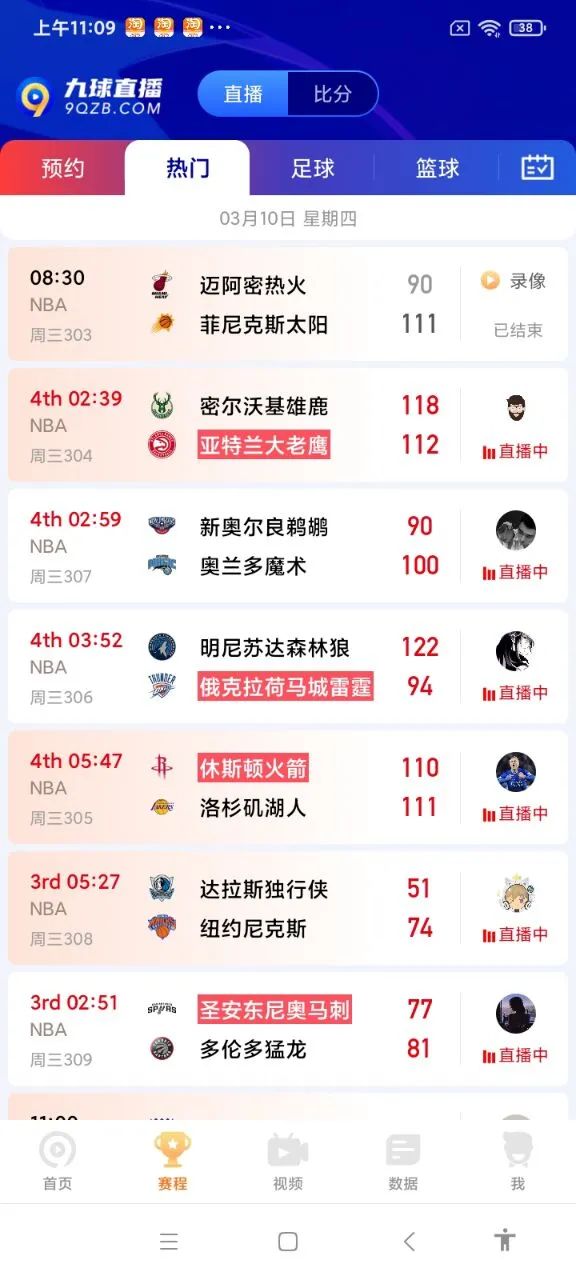 上午11:09 淘 淘 淘 ··· 38
九球直播
9QZB.COM
直播 比分
预约 热门 足球 篮球
03月10日 星期四
08:30 迈阿密热火 90 录像
NBA
周三303 菲尼克斯太阳 111 已结束
4th 02:39 密尔沃基雄鹿 118
NBA
周三304 亚特兰大老鹰 112 直播中
4th 02:59 新奥尔良鹈鹕 90
NBA
周三307 奥兰多魔术 100 直播中
4th 03:52 明尼苏达森林狼 122
NBA
周三306 俄克拉荷马城雷霆 94 直播中
4th 05:47 休斯顿火箭 110
NBA
周三305 洛杉矶湖人 111 直播中
3rd 05:27 达拉斯独行侠 51
NBA
周三308 纽约尼克斯 74 直播中
3rd 02:51 圣安东尼奥马刺 77
NBA
周三309 多伦多猛龙 81 直播中
首页 赛程 视频 数据 我